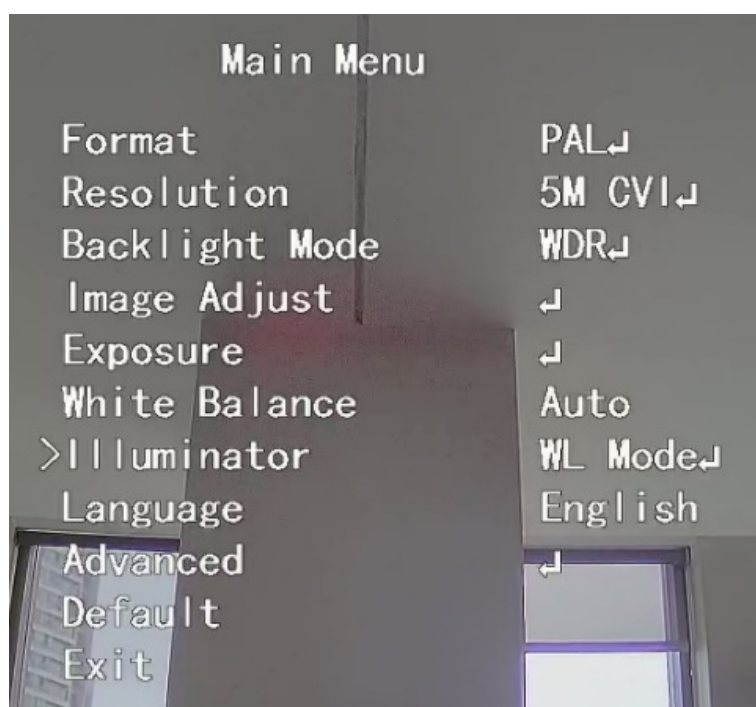 Main Menu
Format PAL↵
Resolution 5M CVI↵
Backlight Mode WDR↵
Image Adjust ↵
Exposure ↵
White Balance Auto
>Illuminator WL Mode↵
Language English
Advanced ↵
Default
Exit